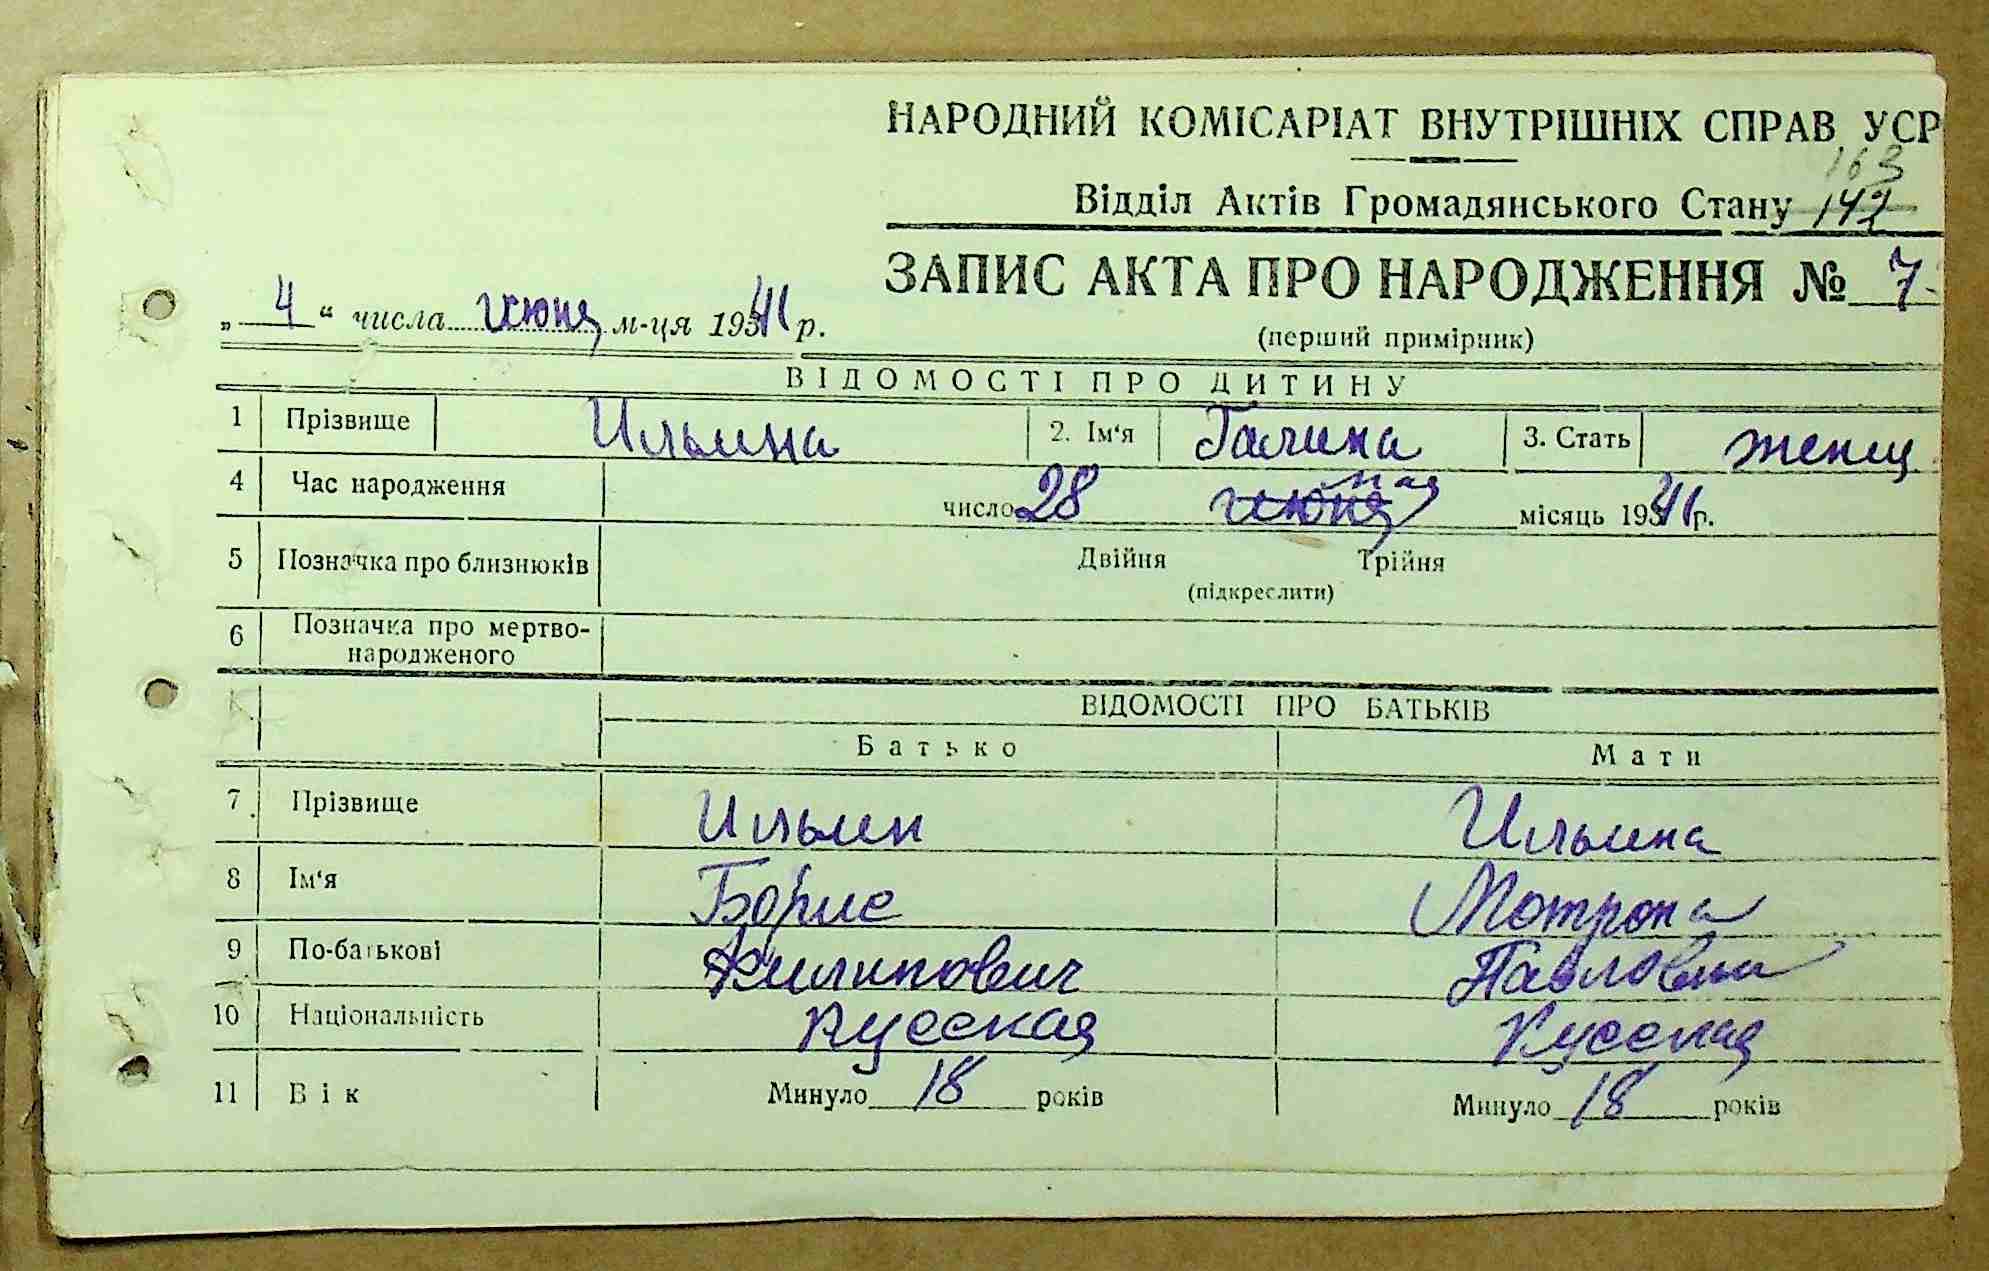 НАРОДНИЙ КОМІСАРІАТ ВНУТРІШНІХ СПРАВ УСР
163
Відділ Актів Громадянського Стану 142
ЗАПИС АКТА ПРО НАРОДЖЕННЯ № 7
„ 4 “ числа июня м-ця 1941 р.
(перший примірник)
ВІДОМОСТІ ПРО ДИТИНУ
1 Прізвище Ильина 2. Ім‘я Галина 3. Стать женщ
4 Час народження число 28 июня мая місяць 1941 р.
5 Позначка про близнюків Двійня Трійня
(підкреслити)
6 Позначка про мертво-
народженого
ВІДОМОСТІ ПРО БАТЬКІВ
Батько Мати
7 Прізвище Ильин Ильина
8 Ім‘я Борис Мотрона
9 По-батькові Филипович Павловна
10 Національність Русская Русская
11 Вік Минуло 18 років Минуло 18 років